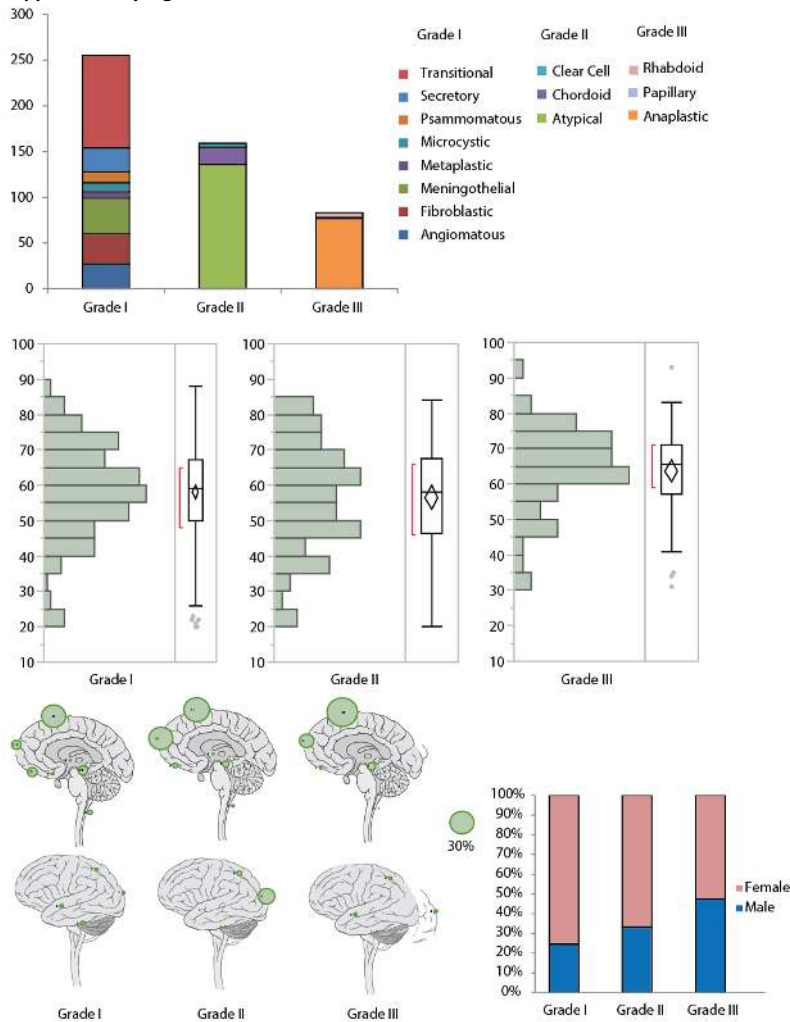 300
250
200
150
100
50
0
Grade I
Grade II
Grade III
Grade I
Transitional
Secretory
Psammomatous
Microcystic
Metaplastic
Meningothelial
Fibroblastic
Angiomatous
Grade II
Clear Cell
Chordoid
Atypical
Grade III
Rhabdoid
Papillary
Anaplastic
100
90
80
70
60
50
40
30
20
10
Grade I
100
90
80
70
60
50
40
30
20
10
Grade II
100
90
80
70
60
50
40
30
20
10
Grade III
30%
Grade I
Grade II
Grade III
100%
90%
80%
70%
60%
50%
40%
30%
20%
10%
0%
Female
Male
Grade I
Grade II
Grade III